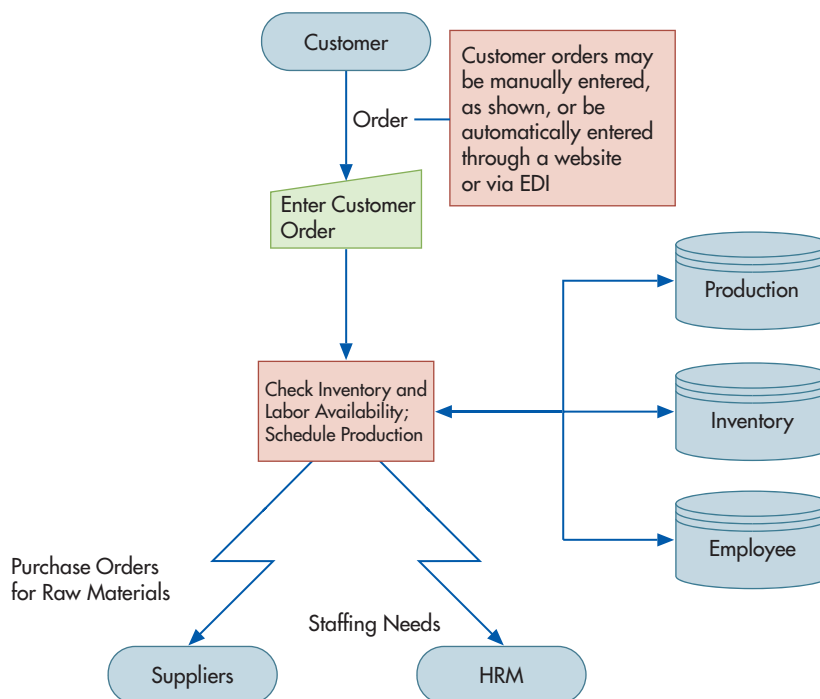 Customer
Order
Customer orders may
be manually entered,
as shown, or be
automatically entered
through a website
or via EDI
Enter Customer
Order
Production
Check Inventory and
Labor Availability;
Schedule Production
Inventory
Employee
Purchase Orders
for Raw Materials
Staffing Needs
Suppliers
HRM